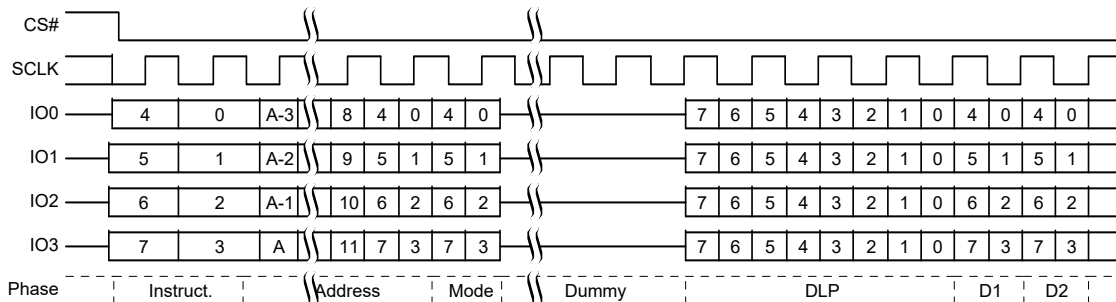 CS#
SCLK
IO0 4 0 A-3 8 4 0 4 0 7 6 5 4 3 2 1 0 4 0 4 0
IO1 5 1 A-2 9 5 1 5 1 7 6 5 4 3 2 1 0 5 1 5 1
IO2 6 2 A-1 10 6 2 6 2 7 6 5 4 3 2 1 0 6 2 6 2
IO3 7 3 A 11 7 3 7 3 7 6 5 4 3 2 1 0 7 3 7 3
Phase Instruct. Address Mode Dummy DLP D1 D2